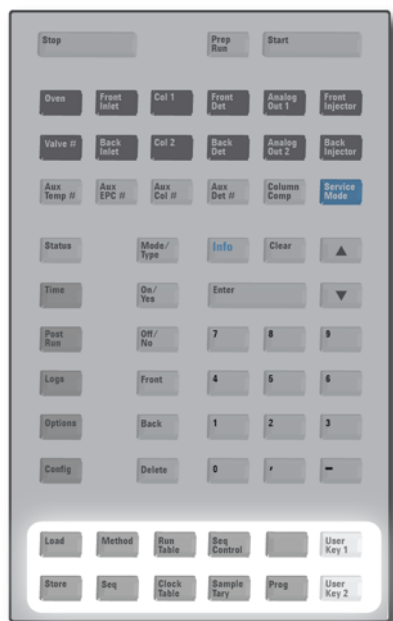 Stop Prep Run Start
Oven Front Inlet Col 1 Front Det Analog Out 1 Front Injector
Valve # Back Inlet Col 2 Back Det Analog Out 2 Back Injector
Aux Temp # Aux EPC # Aux Col # Aux Det # Column Comp Service Mode
Status Mode/Type Info Clear ▲
Time On/Yes Enter ▼
Post Run Off/No 7 8 9
Logs Front 4 5 6
Options Back 1 2 3
Config Delete 0 , –
Load Method Run Table Seq Control User Key 1
Store Seq Clock Table Sample Tary Prog User Key 2